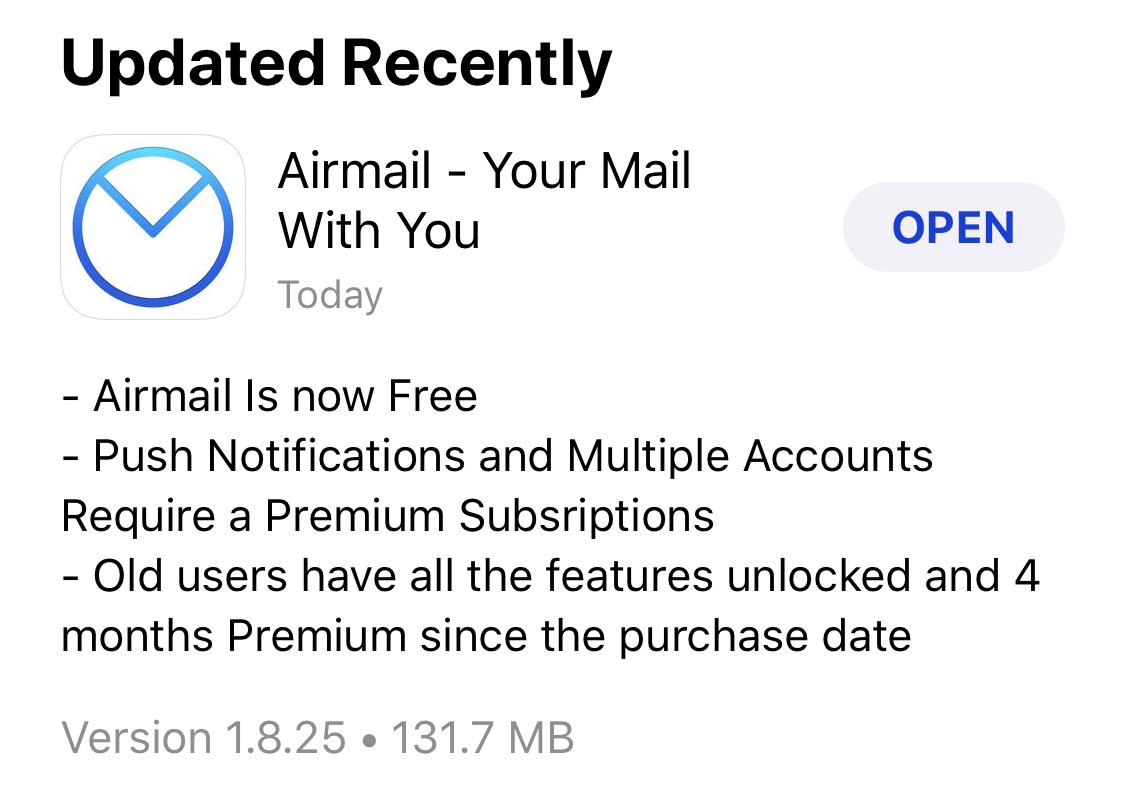 Updated Recently
Airmail - Your Mail
With You
Today
OPEN
- Airmail Is now Free
- Push Notifications and Multiple Accounts
Require a Premium Subsriptions
- Old users have all the features unlocked and 4
months Premium since the purchase date
Version 1.8.25 • 131.7 MB